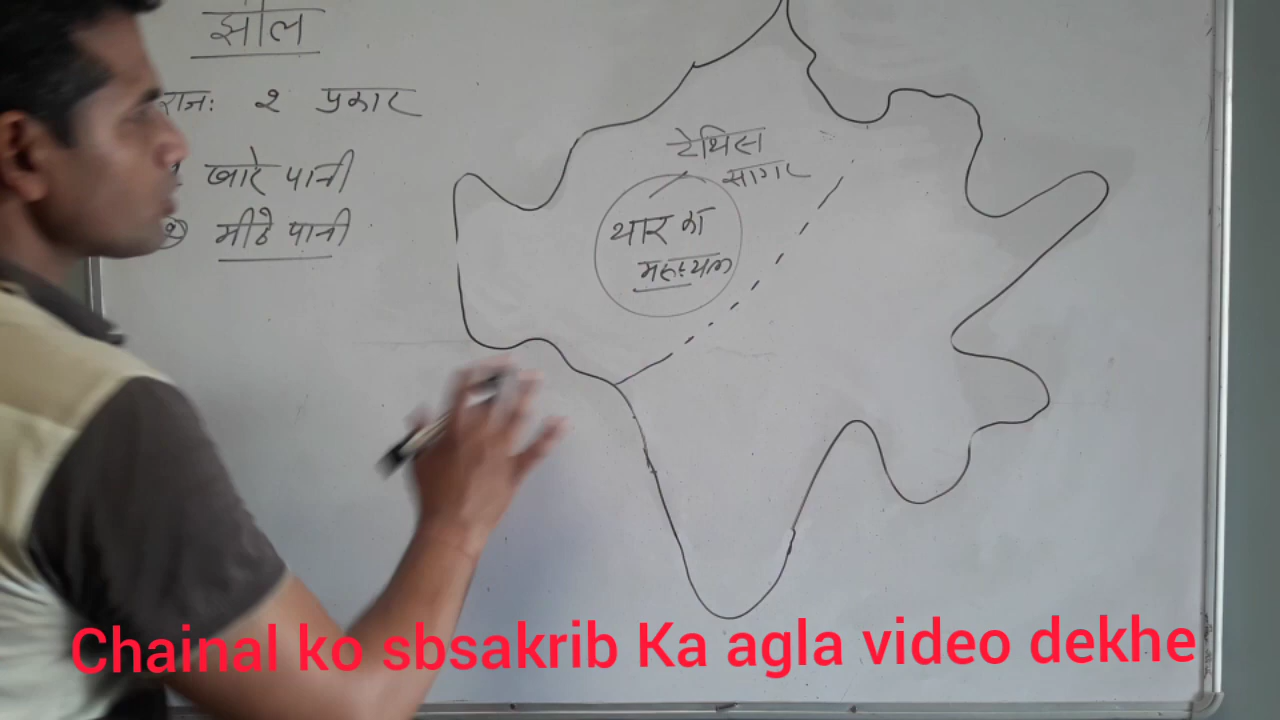 झील
राज: २ प्रकार
खारे पानी
② मीठे पानी
टेथिस
सागर
थार का
मरुस्थल
Chainal ko sbsakrib Ka agla video dekhe